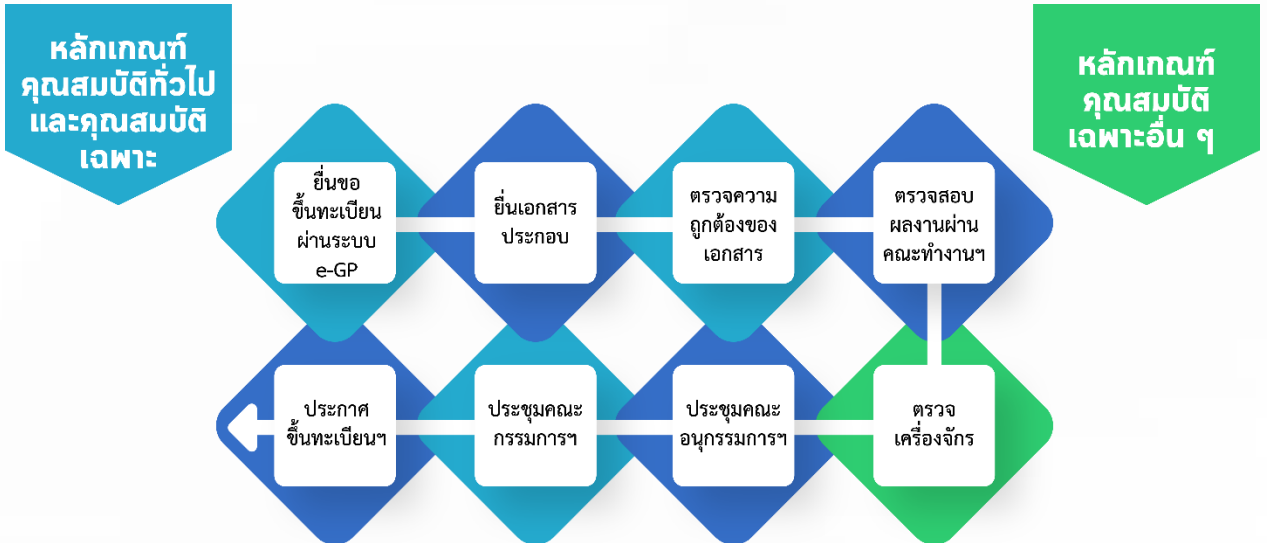 หลักเกณฑ์
คุณสมบัติทั่วไป
และคุณสมบัติ
เฉพาะ
หลักเกณฑ์
คุณสมบัติ
เฉพาะอื่น ๆ
ยื่นขอ
ขึ้นทะเบียน
ผ่านระบบ
e-GP
ยื่นเอกสาร
ประกอบ
ตรวจความ
ถูกต้องของ
เอกสาร
ตรวจสอบ
ผลงานผ่าน
คณะทำงานฯ
ตรวจ
เครื่องจักร
ประชุมคณะ
อนุกรรมการฯ
ประชุมคณะ
กรรมการฯ
ประกาศ
ขึ้นทะเบียนฯ